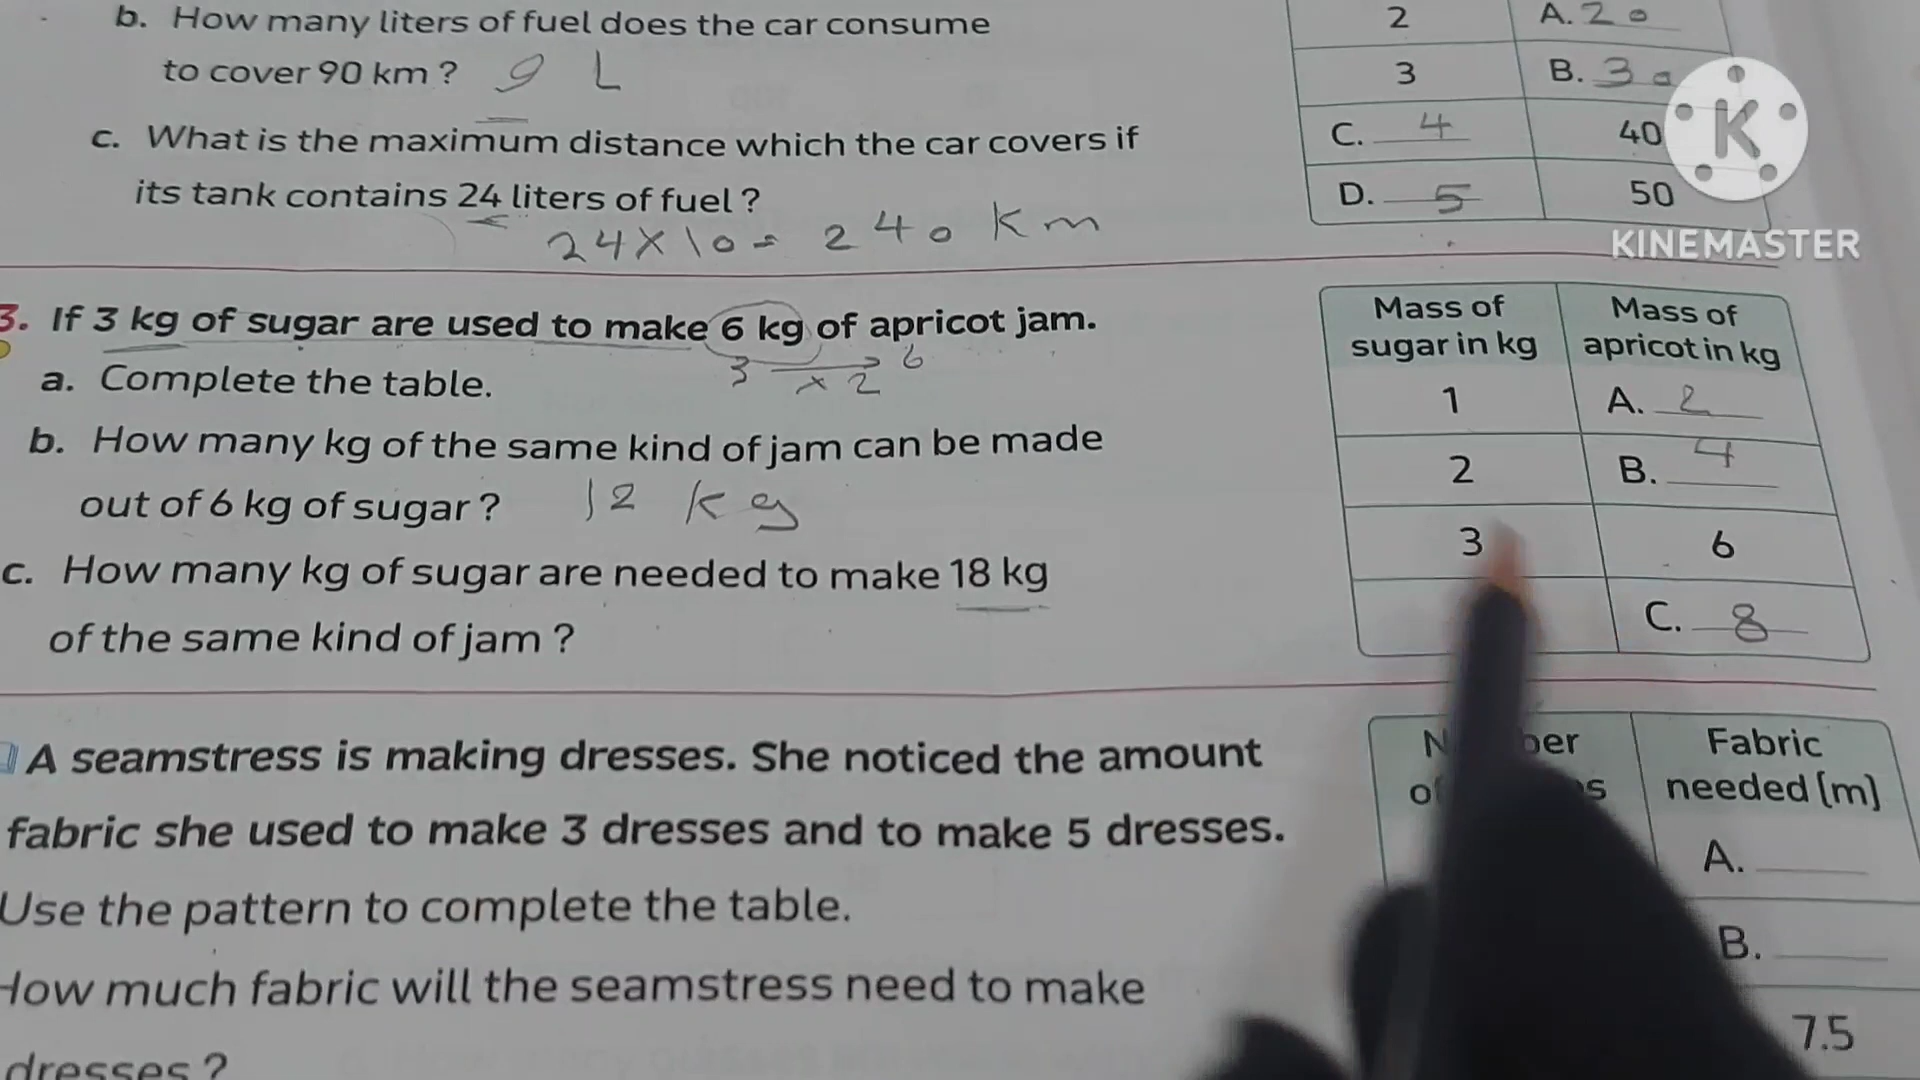 b. How many liters of fuel does the car consume
to cover 90 km ? 9 L
c. What is the maximum distance which the car covers if
its tank contains 24 liters of fuel ?
24 × 10 = 240 Km
2 A. 20
3 B. 30
C. 4 40
D. 5 50
KINEMASTER
3. If 3 kg of sugar are used to make 6 kg of apricot jam.
3 × 2 6
a. Complete the table.
b. How many kg of the same kind of jam can be made
out of 6 kg of sugar ? 12 kg
c. How many kg of sugar are needed to make 18 kg
of the same kind of jam ?
Mass of sugar in kg Mass of apricot in kg
1 A. 2
2 B. 4
3 6
C. 8
A seamstress is making dresses. She noticed the amount
fabric she used to make 3 dresses and to make 5 dresses.
Use the pattern to complete the table.
How much fabric will the seamstress need to make
dresses ?
Fabric
needed (m)
A.
B.
7.5